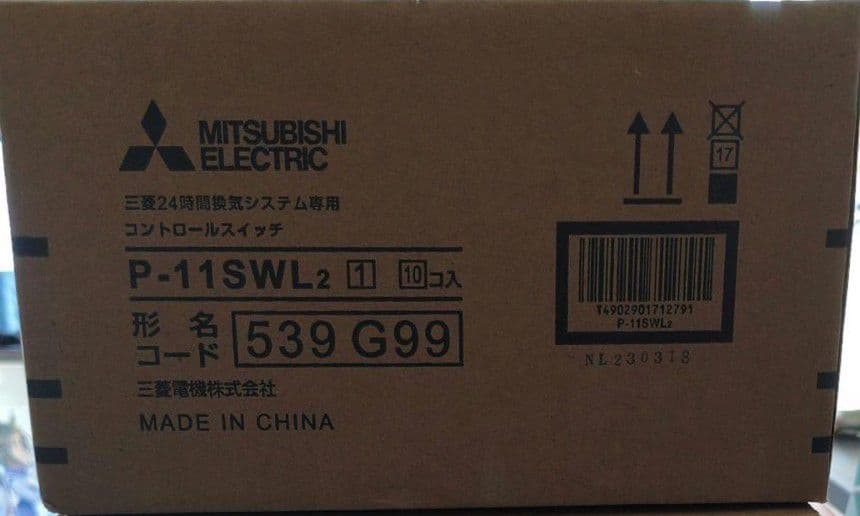 MITSUBISHI
ELECTRIC
三菱24時間換気システム専用
コントロールスイッチ
P-11SWL2 1 10コ入
形名
コード 539 G99
三菱電機株式会社
MADE IN CHINA
17
T4902901712791
P-11SWL2
NL230318